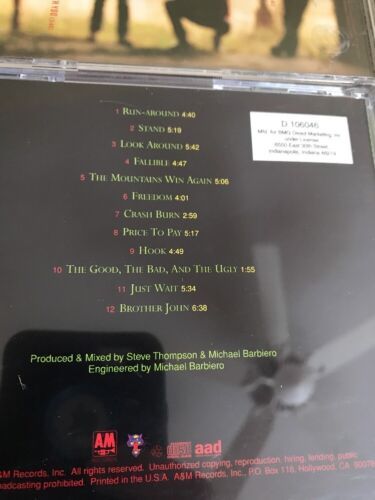 1 RUN-AROUND 4:40
2 STAND 5:19
3 LOOK AROUND 5:42
4 FALLIBLE 4:47
5 THE MOUNTAINS WIN AGAIN 5:06
6 FREEDOM 4:01
7 CRASH BURN 2:59
8 PRICE TO PAY 5:17
9 HOOK 4:49
10 THE GOOD, THE BAD, AND THE UGLY 1:55
11 JUST WAIT 5:34
12 BROTHER JOHN 6:38
D 106046
Mfd. for BMG Direct Marketing, Inc.
under License
6550 East 30th Street
Indianapolis, Indiana 46219
Produced & Mixed by Steve Thompson & Michael Barbiero
Engineered by Michael Barbiero
A&M
COMPACT disc DIGITAL AUDIO
aad
A&M Records, Inc. All rights reserved. Unauthorized copying, reproduction, hiring, lending, public
broadcasting prohibited. Printed in the U.S.A. A&M Records, Inc., P.O. Box 118, Hollywood, CA 90078